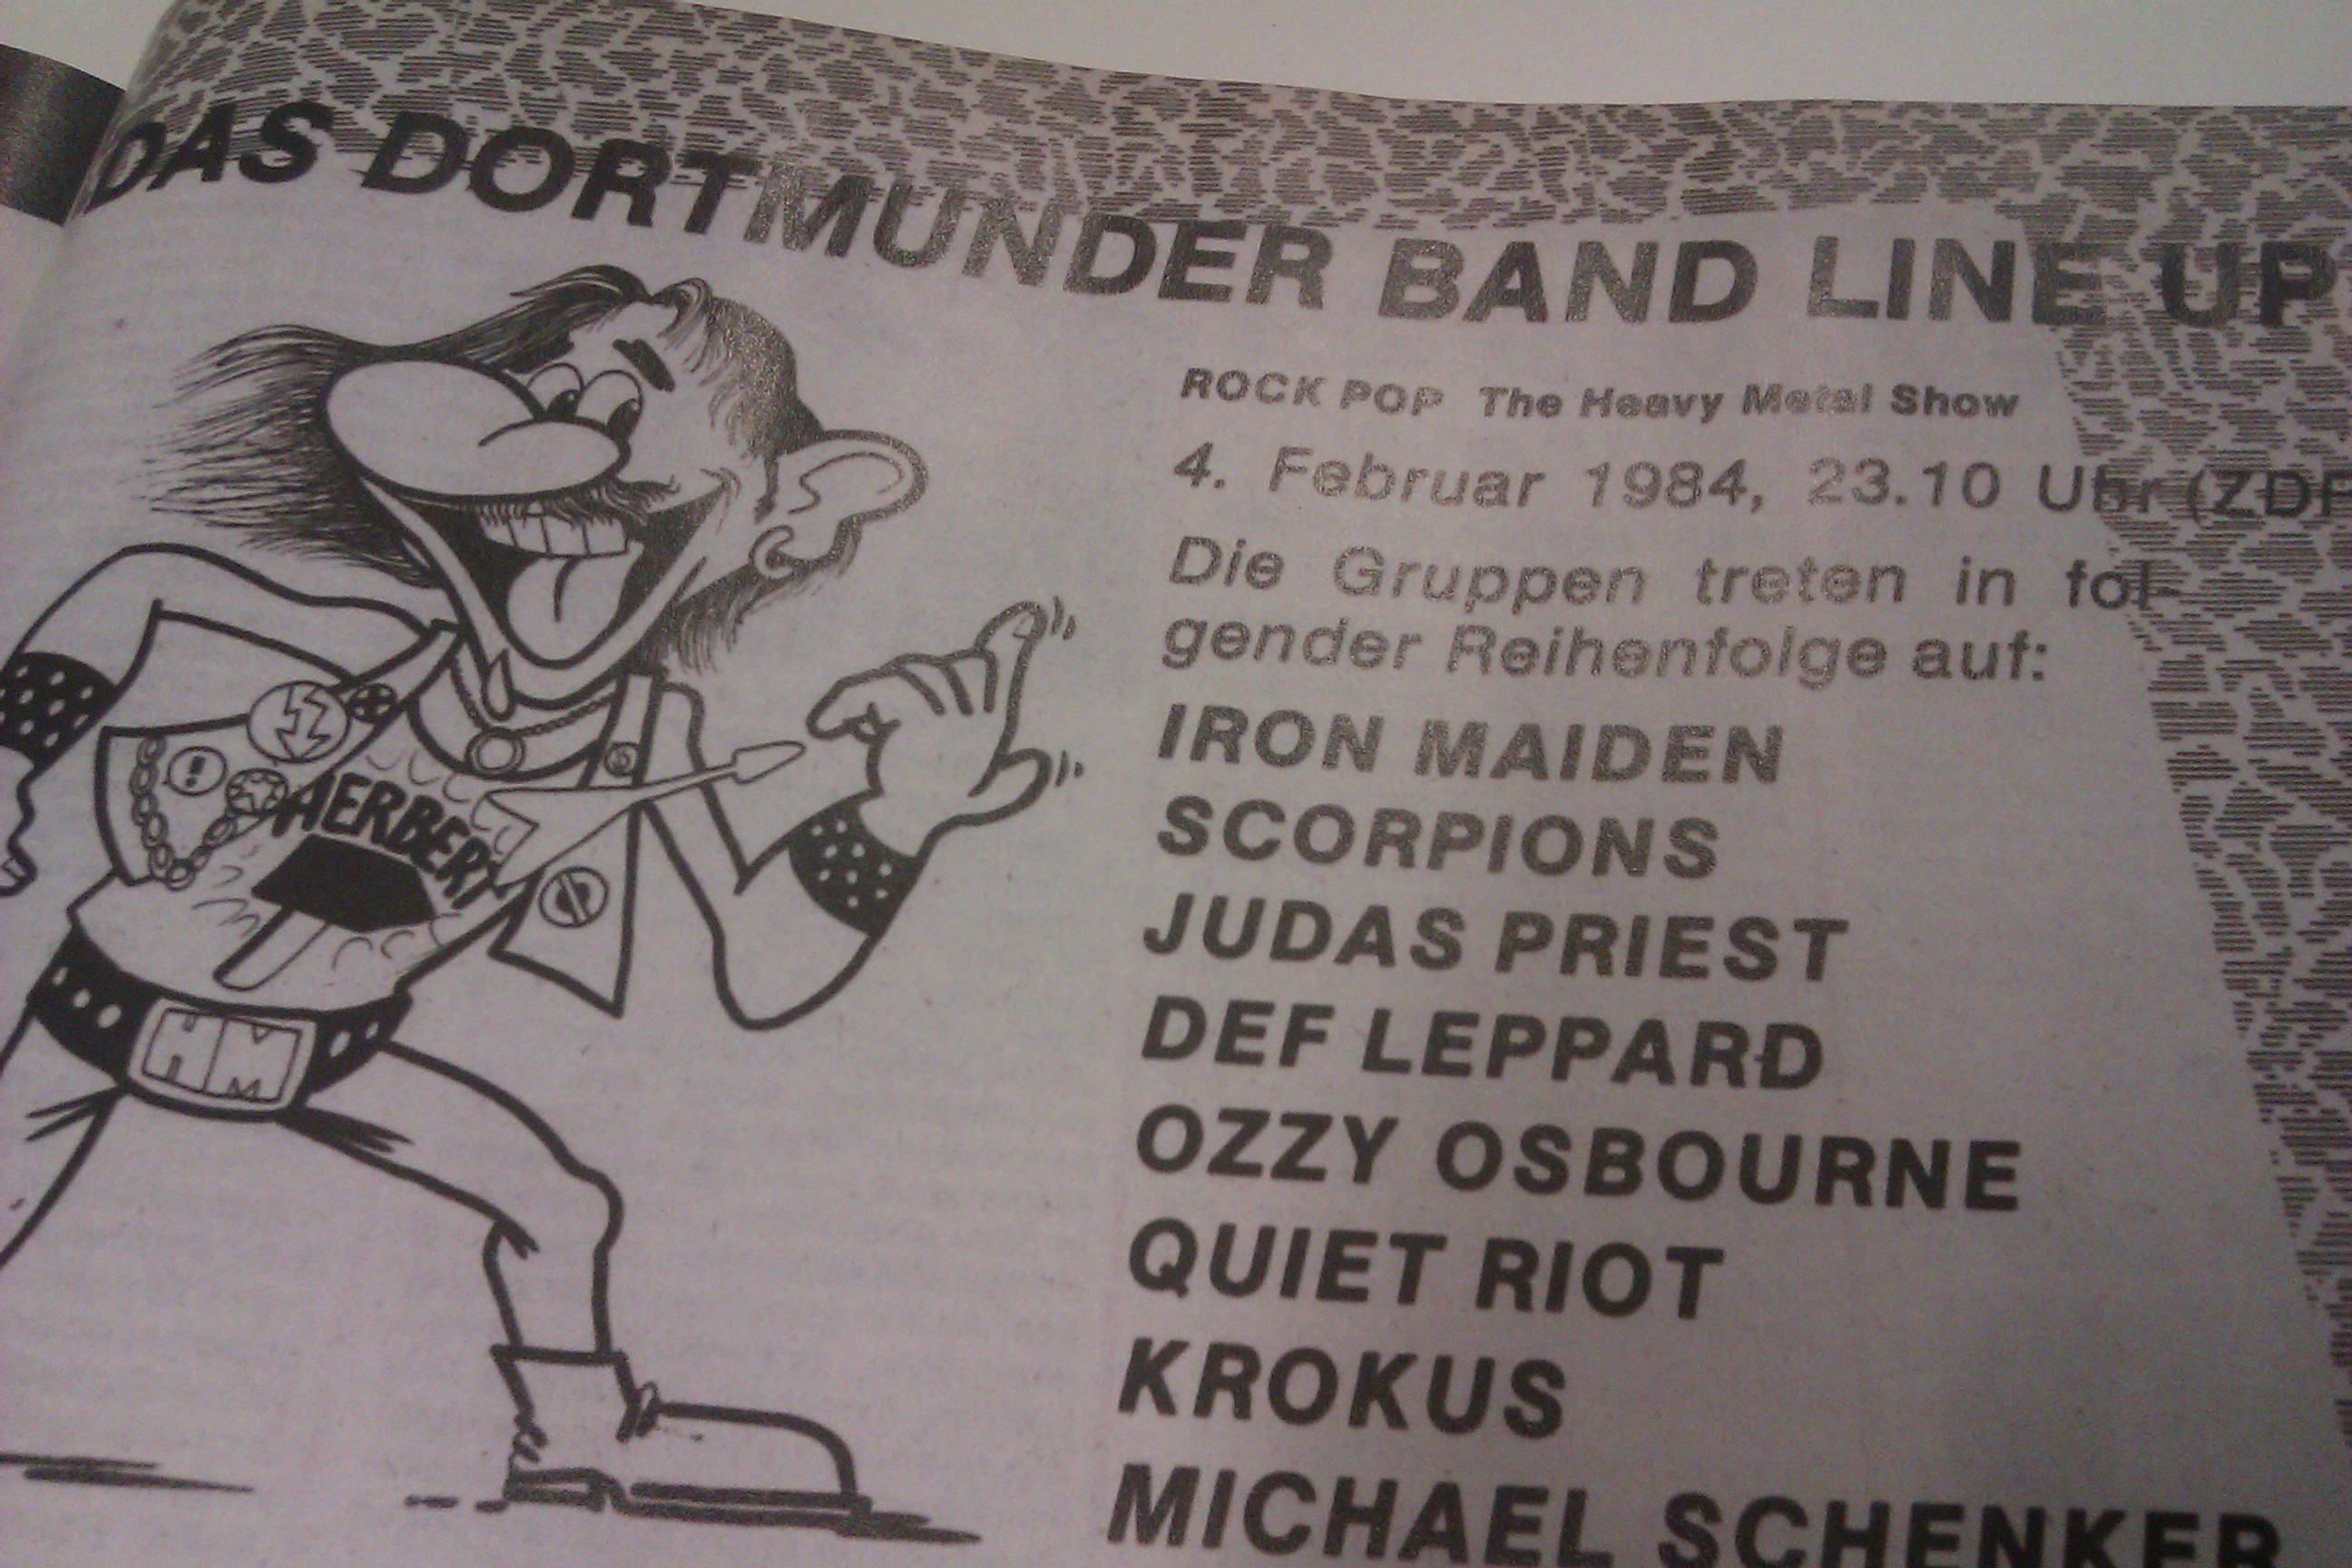 DAS DORTMUNDER BAND LINE UP
ROCK POP The Heavy Metal Show
4. Februar 1984, 23.10 Uhr (ZDF
Die Gruppen treten in fol-
gender Reihenfolge auf:
IRON MAIDEN
SCORPIONS
JUDAS PRIEST
DEF LEPPARD
OZZY OSBOURNE
QUIET RIOT
KROKUS
MICHAEL SCHENKER
HERBERT
HM